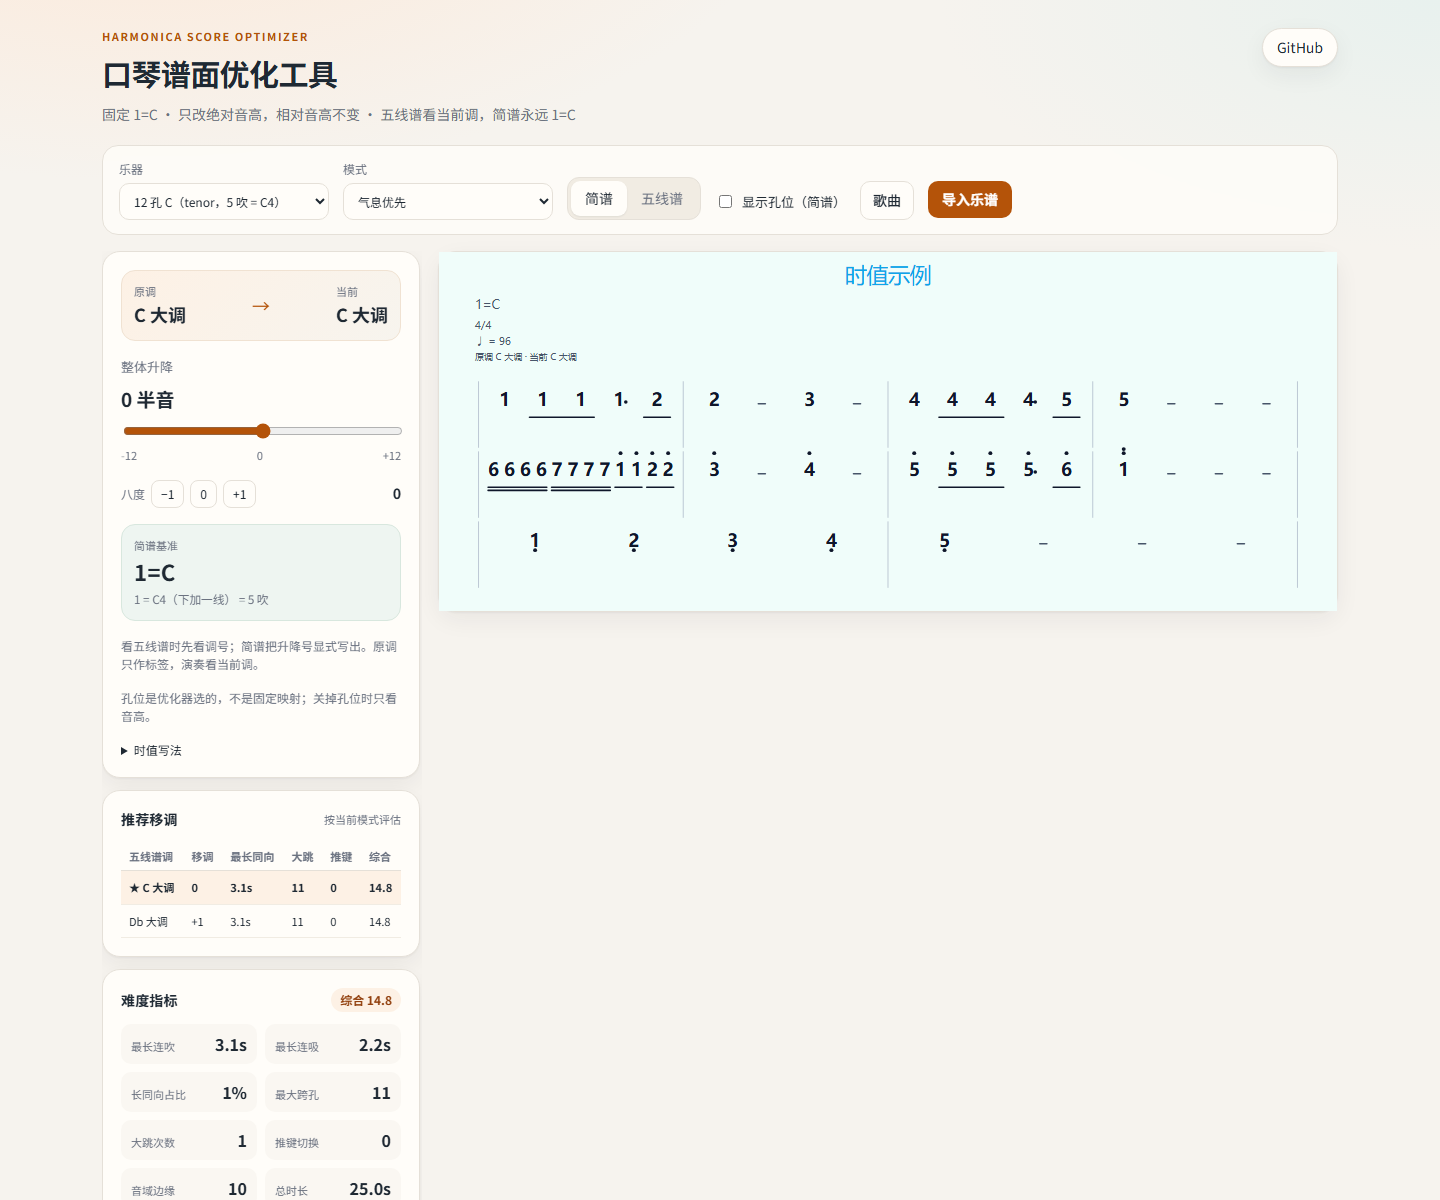 HARMONICA SCORE OPTIMIZER
口琴谱面优化工具
固定 1=C • 只改绝对音高，相对音高不变 • 五线谱看当前调，简谱永远 1=C
GitHub
乐器
模式
12 孔 C（tenor，5 吹 = C4）
气息优先
简谱
五线谱
显示孔位（简谱）
歌曲
导入乐谱
原调
C 大调
→
当前
C 大调
整体升降
0 半音
-12
0
+12
八度
−1
0
+1
0
简谱基准
1=C
1 = C4（下加一线） = 5 吹
看五线谱时先看调号；简谱把升降号显式写出。原调
只作标签，演奏看当前调。
孔位是优化器选的，不是固定映射；关掉孔位时只看
音高。
▶ 时值写法
推荐移调
按当前模式评估
五线谱调 移调 最长同向 大跳 推键 综合
★ C 大调 0 3.1s 11 0 14.8
Db 大调 +1 3.1s 11 0 14.8
难度指标
综合 14.8
最长连吹 3.1s
最长连吸 2.2s
长同向占比 1%
最大跨孔 11
大跳次数 1
推键切换 0
音域边缘 10
总时长 25.0s
时值示例
1=C
4/4
♩ = 96
原调 C 大调 · 当前 C 大调
1 1 1 1· 2 2 – 3 – 4 4 4 4· 5 5 – – –
6 6 6 6 7 7 7 7 1 1 2 2 3 – 4 – 5 5 5 5· 6 1 – – –
1 2 3 4 5 – – –